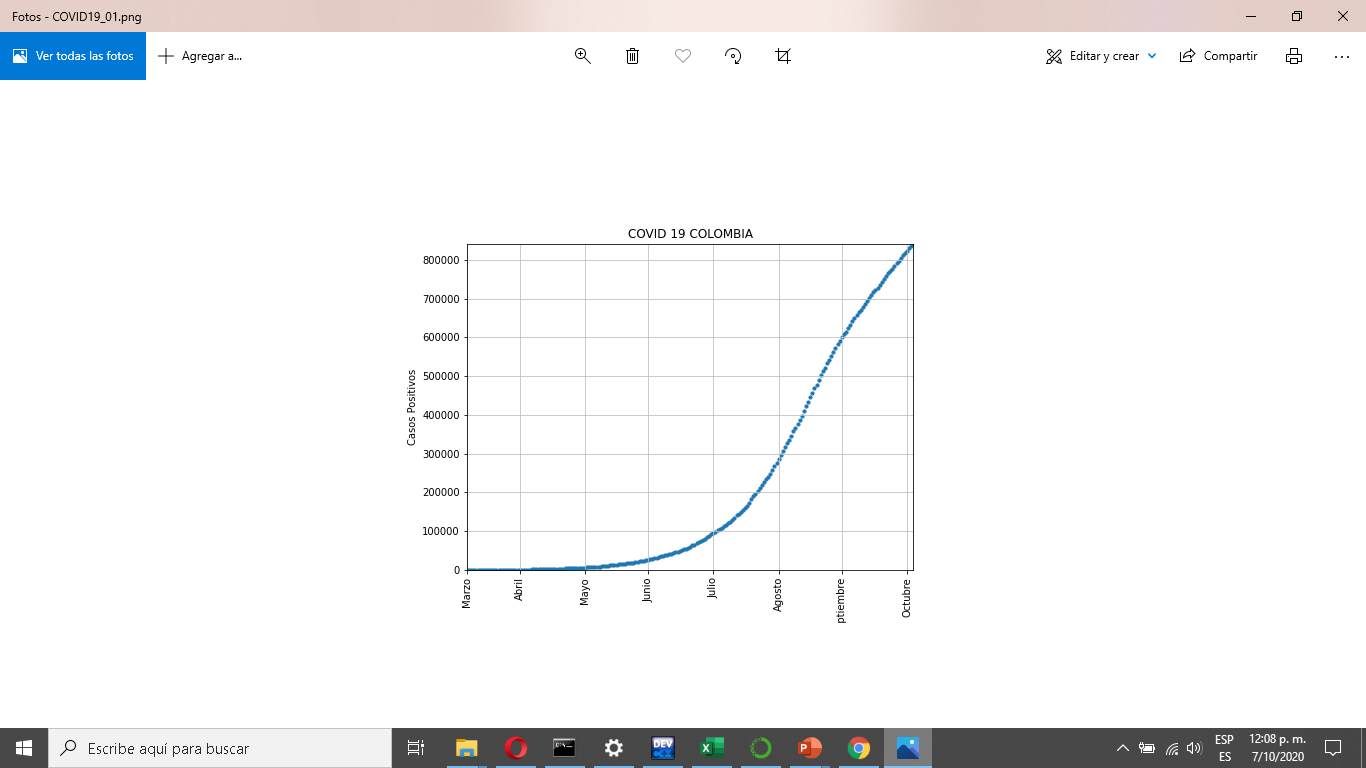 Fotos - COVID19_01.png
Ver todas las fotos
Agregar a...
Editar y crear
Compartir
COVID 19 COLOMBIA
800000
700000
600000
500000
400000
300000
200000
100000
0
Casos Positivos
Marzo
Abril
Mayo
Junio
Julio
Agosto
ptiembre
Octubre
Escribe aquí para buscar
DEV
ESP
ES
12:08 p. m.
7/10/2020